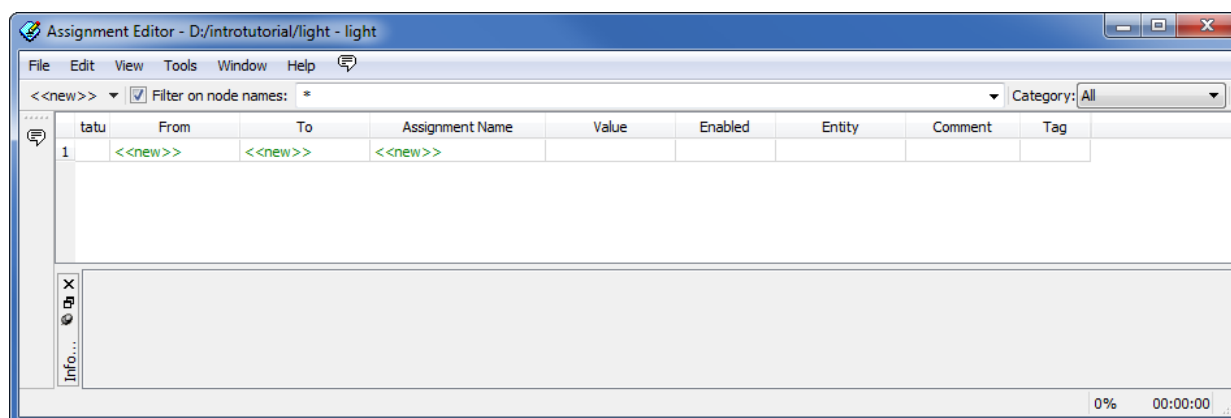 Assignment Editor - D:/introtutorial/light - light
File Edit View Tools Window Help
<<new>> Filter on node names: * Category: All
tatu From To Assignment Name Value Enabled Entity Comment Tag
1 <<new>> <<new>> <<new>>
Info...
0% 00:00:00